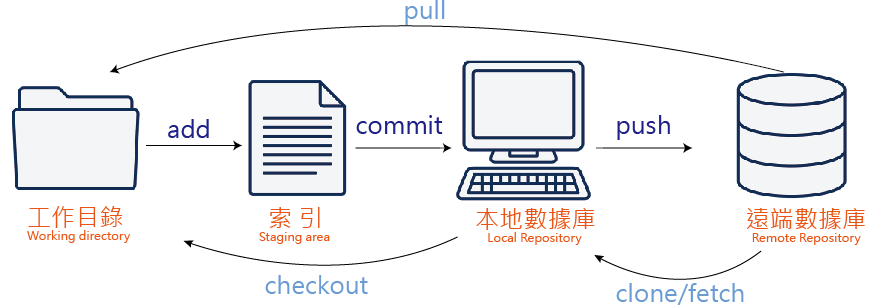 pull
add
commit
push
工作目錄
Working directory
索引
Staging area
本地數據庫
Local Repository
遠端數據庫
Remote Repository
checkout
clone/fetch